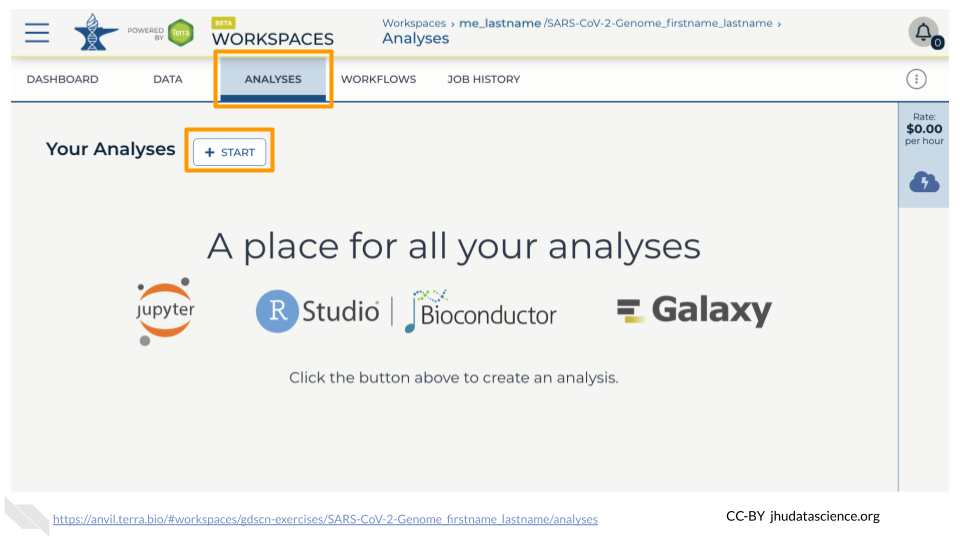 POWERED
BY
Terra
BETA
WORKSPACES
Workspaces › me_lastname /SARS-CoV-2-Genome_firstname_lastname ›
Analyses
0
DASHBOARD DATA ANALYSES WORKFLOWS JOB HISTORY
Rate:
$0.00
per hour
Your Analyses + START
A place for all your analyses
jupyter R Studio | Bioconductor Galaxy
Click the button above to create an analysis.
https://anvil.terra.bio/#workspaces/gdscn-exercises/SARS-CoV-2-Genome_firstname_lastname/analyses
CC-BY jhudatascience.org